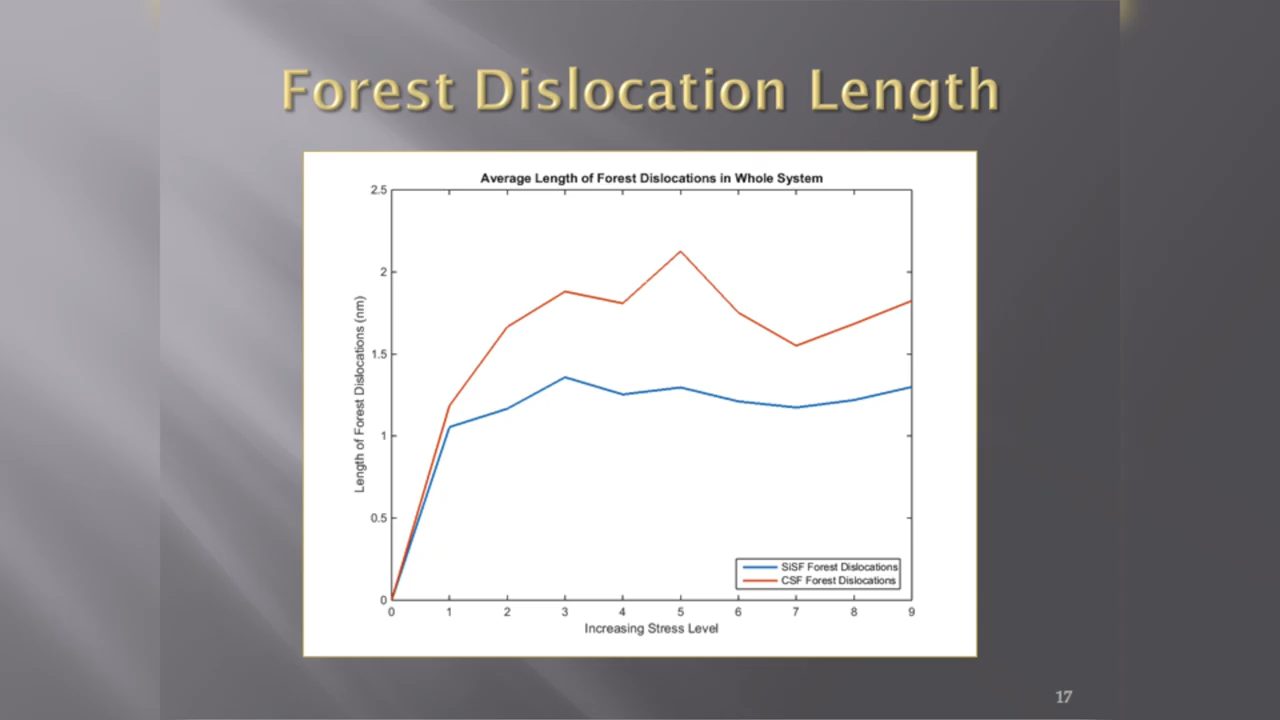 Forest Dislocation Length
Average Length of Forest Dislocations in Whole System
2.5
2
1.5
1
0.5
0
Length of Forest Dislocations (nm)
0 1 2 3 4 5 6 7 8 9
Increasing Stress Level
SiSF Forest Dislocations
CSF Forest Dislocations
17